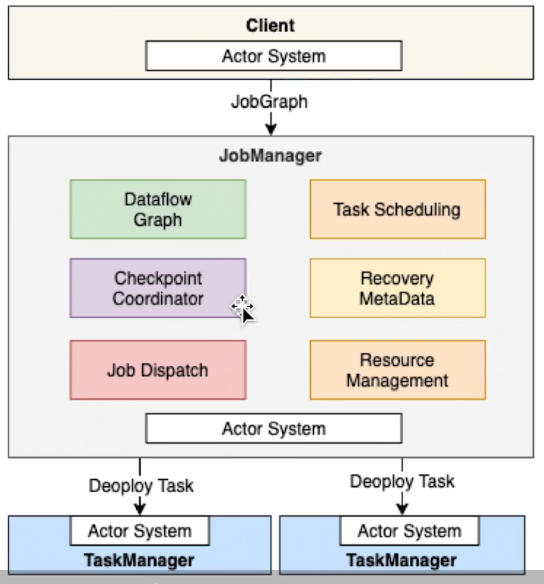 Client
Actor System
JobGraph
JobManager
Dataflow
Graph
Task Scheduling
Checkpoint
Coordinator
Recovery
MetaData
Job Dispatch
Resource
Management
Actor System
Deoploy Task
Deoploy Task
Actor System
TaskManager
Actor System
TaskManager